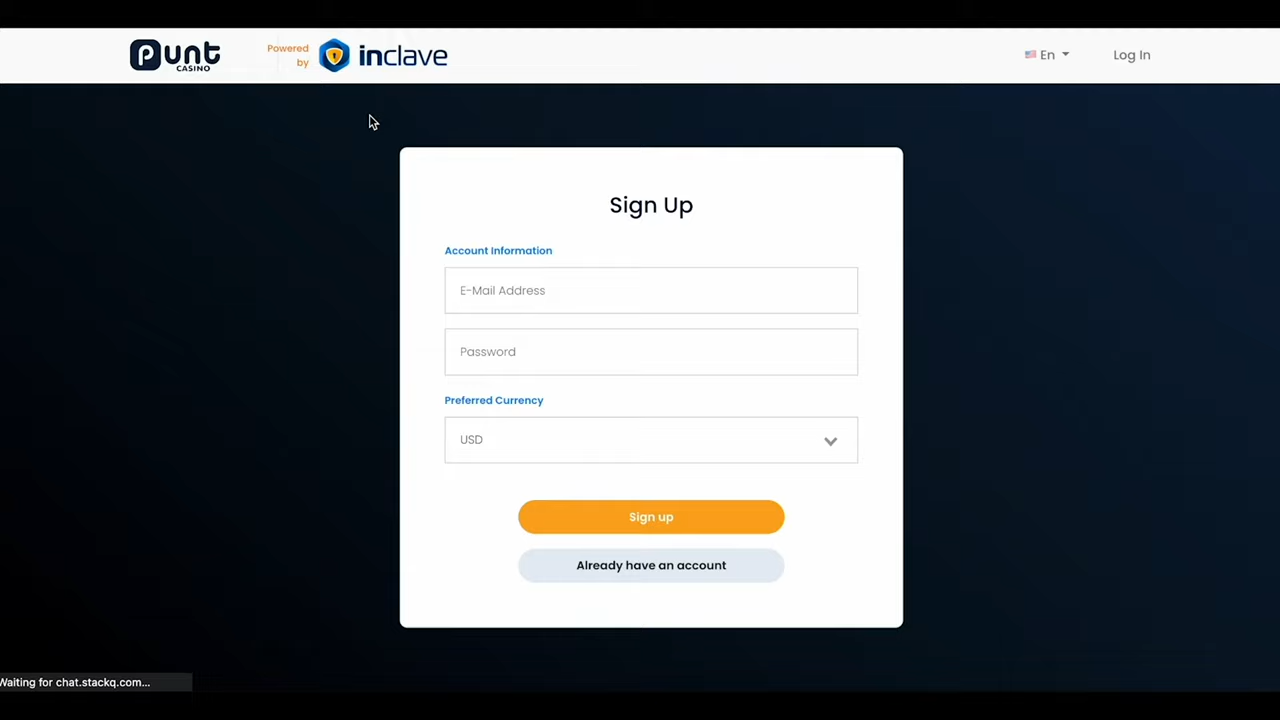 Punt
CASINO
Powered
by
inclave
En
Log In
Sign Up
Account Information
E-Mail Address
Password
Preferred Currency
USD
Sign up
Already have an account
Waiting for chat.stackq.com...